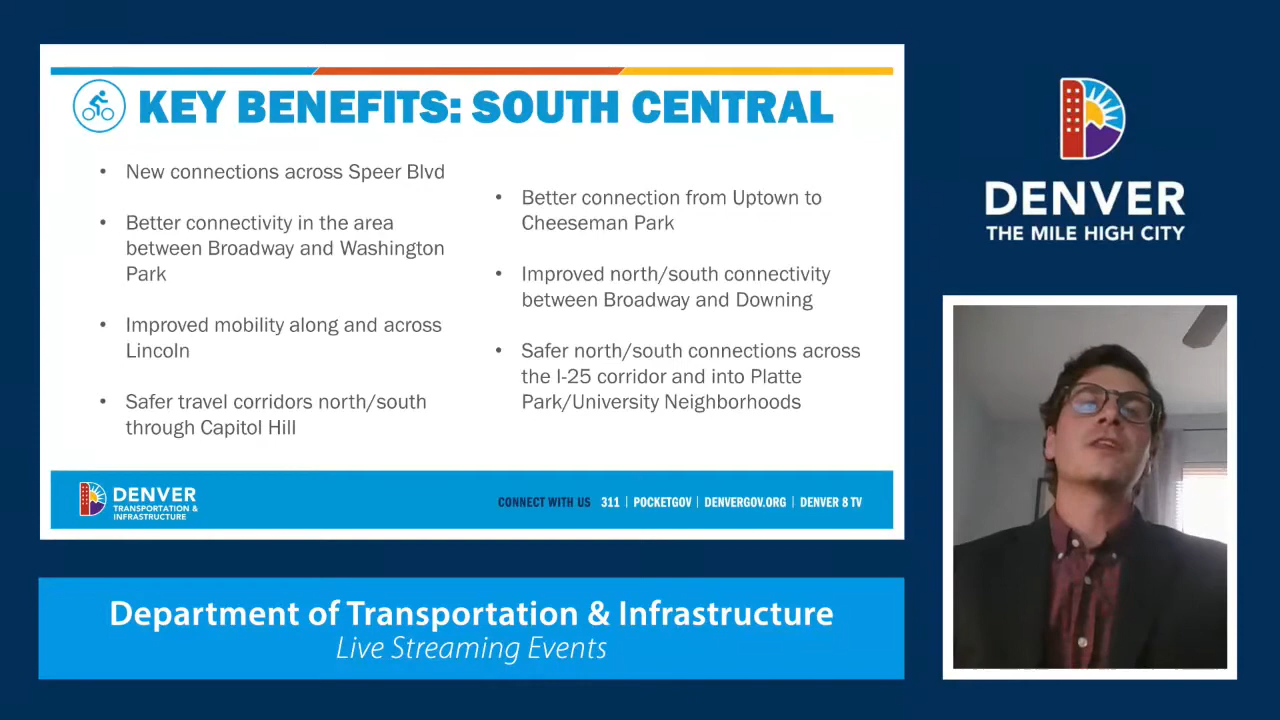 KEY BENEFITS: SOUTH CENTRAL
• New connections across Speer Blvd
• Better connectivity in the area
between Broadway and Washington
Park
• Improved mobility along and across
Lincoln
• Safer travel corridors north/south
through Capitol Hill
• Better connection from Uptown to
Cheeseman Park
• Improved north/south connectivity
between Broadway and Downing
• Safer north/south connections across
the I-25 corridor and into Platte
Park/University Neighborhoods
DENVER
TRANSPORTATION &
INFRASTRUCTURE
CONNECT WITH US 311 | POCKETGOV | DENVERGOV.ORG | DENVER 8 TV
DENVER
THE MILE HIGH CITY
Department of Transportation & Infrastructure
Live Streaming Events